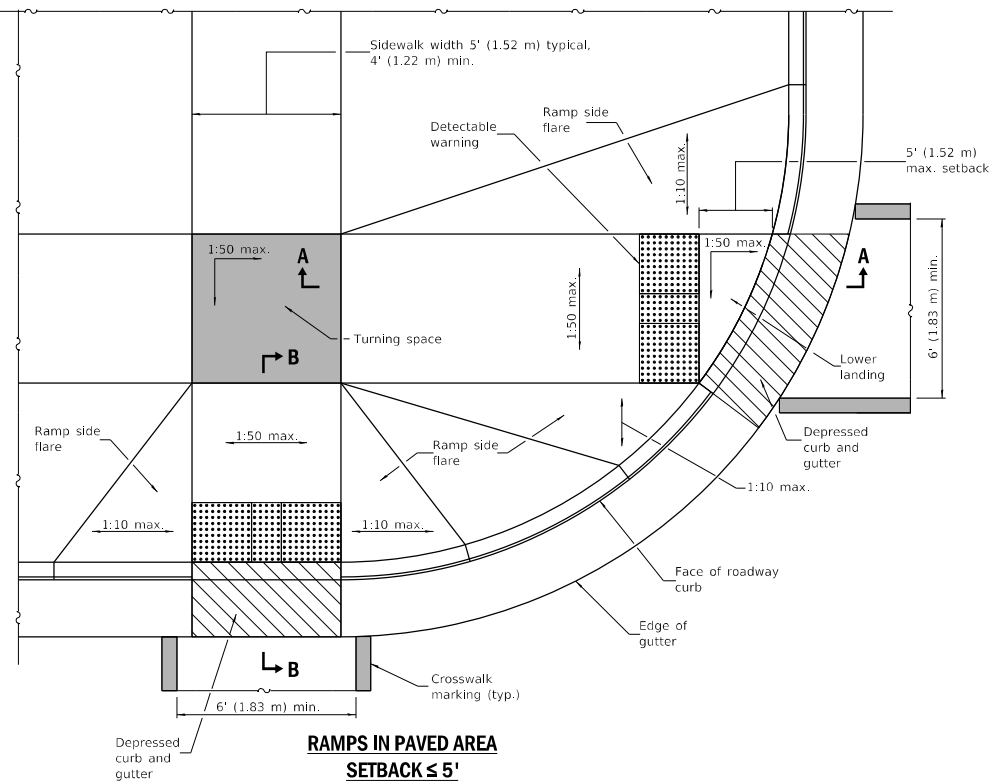 Sidewalk width 5' (1.52 m) typical,
4' (1.22 m) min.
Ramp side
flare
Detectable
warning
1:10 max.
5' (1.52 m)
max. setback
1:50 max.
A
1:50 max.
A
1:50 max.
6' (1.83 m) min.
Turning space
B
Lower
landing
Ramp side
flare
1:50 max.
Ramp side
flare
Depressed
curb and
gutter
1:10 max.
1:10 max.
1:10 max.
Face of roadway
curb
Edge of
gutter
B
Crosswalk
marking (typ.)
6' (1.83 m) min.
Depressed
curb and
gutter
RAMPS IN PAVED AREA
SETBACK ≤ 5'